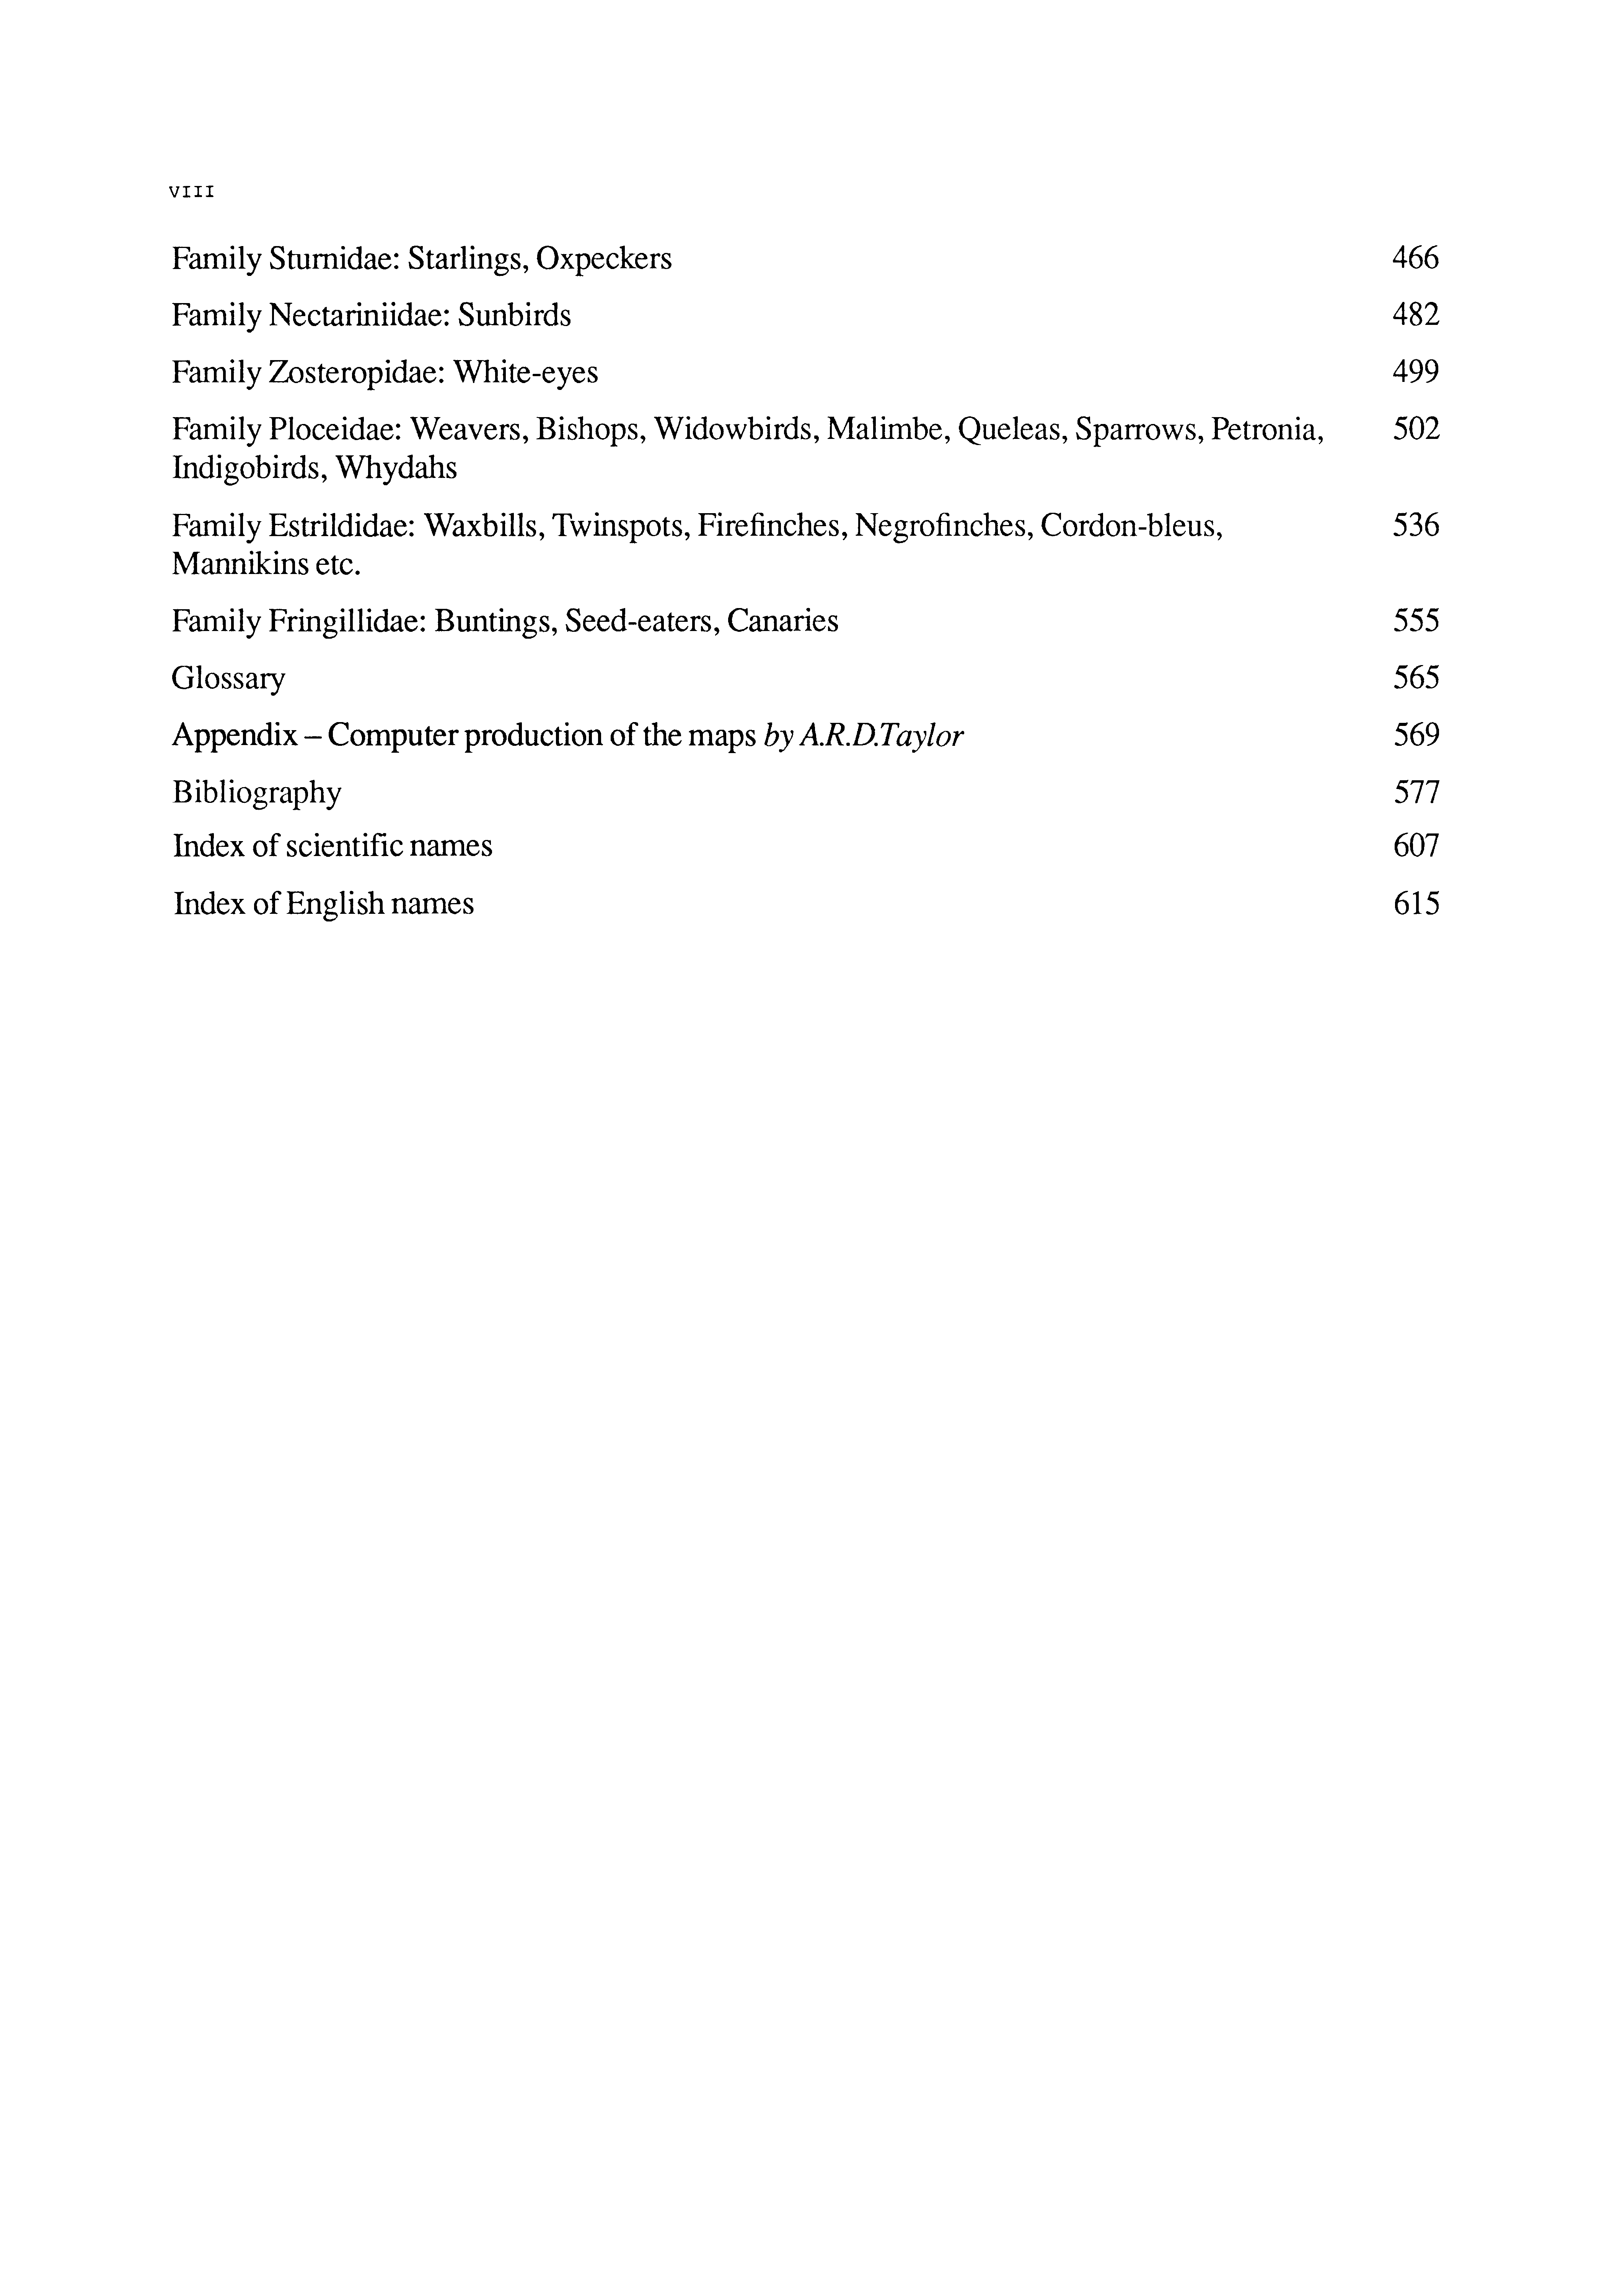 VIII
Family Sturnidae: Starlings, Oxpeckers 466
Family Nectariniidae: Sunbirds 482
Family Zosteropidae: White-eyes 499
Family Ploceidae: Weavers, Bishops, Widowbirds, Malimbe, Queleas, Sparrows, Petronia, 502
Indigobirds, Whydahs
Family Estrildidae: Waxbills, Twinspots, Firefinches, Negrofinches, Cordon-bleus, 536
Mannikins etc.
Family Fringillidae: Buntings, Seed-eaters, Canaries 555
Glossary 565
Appendix – Computer production of the maps by A.R.D.Taylor 569
Bibliography 577
Index of scientific names 607
Index of English names 615